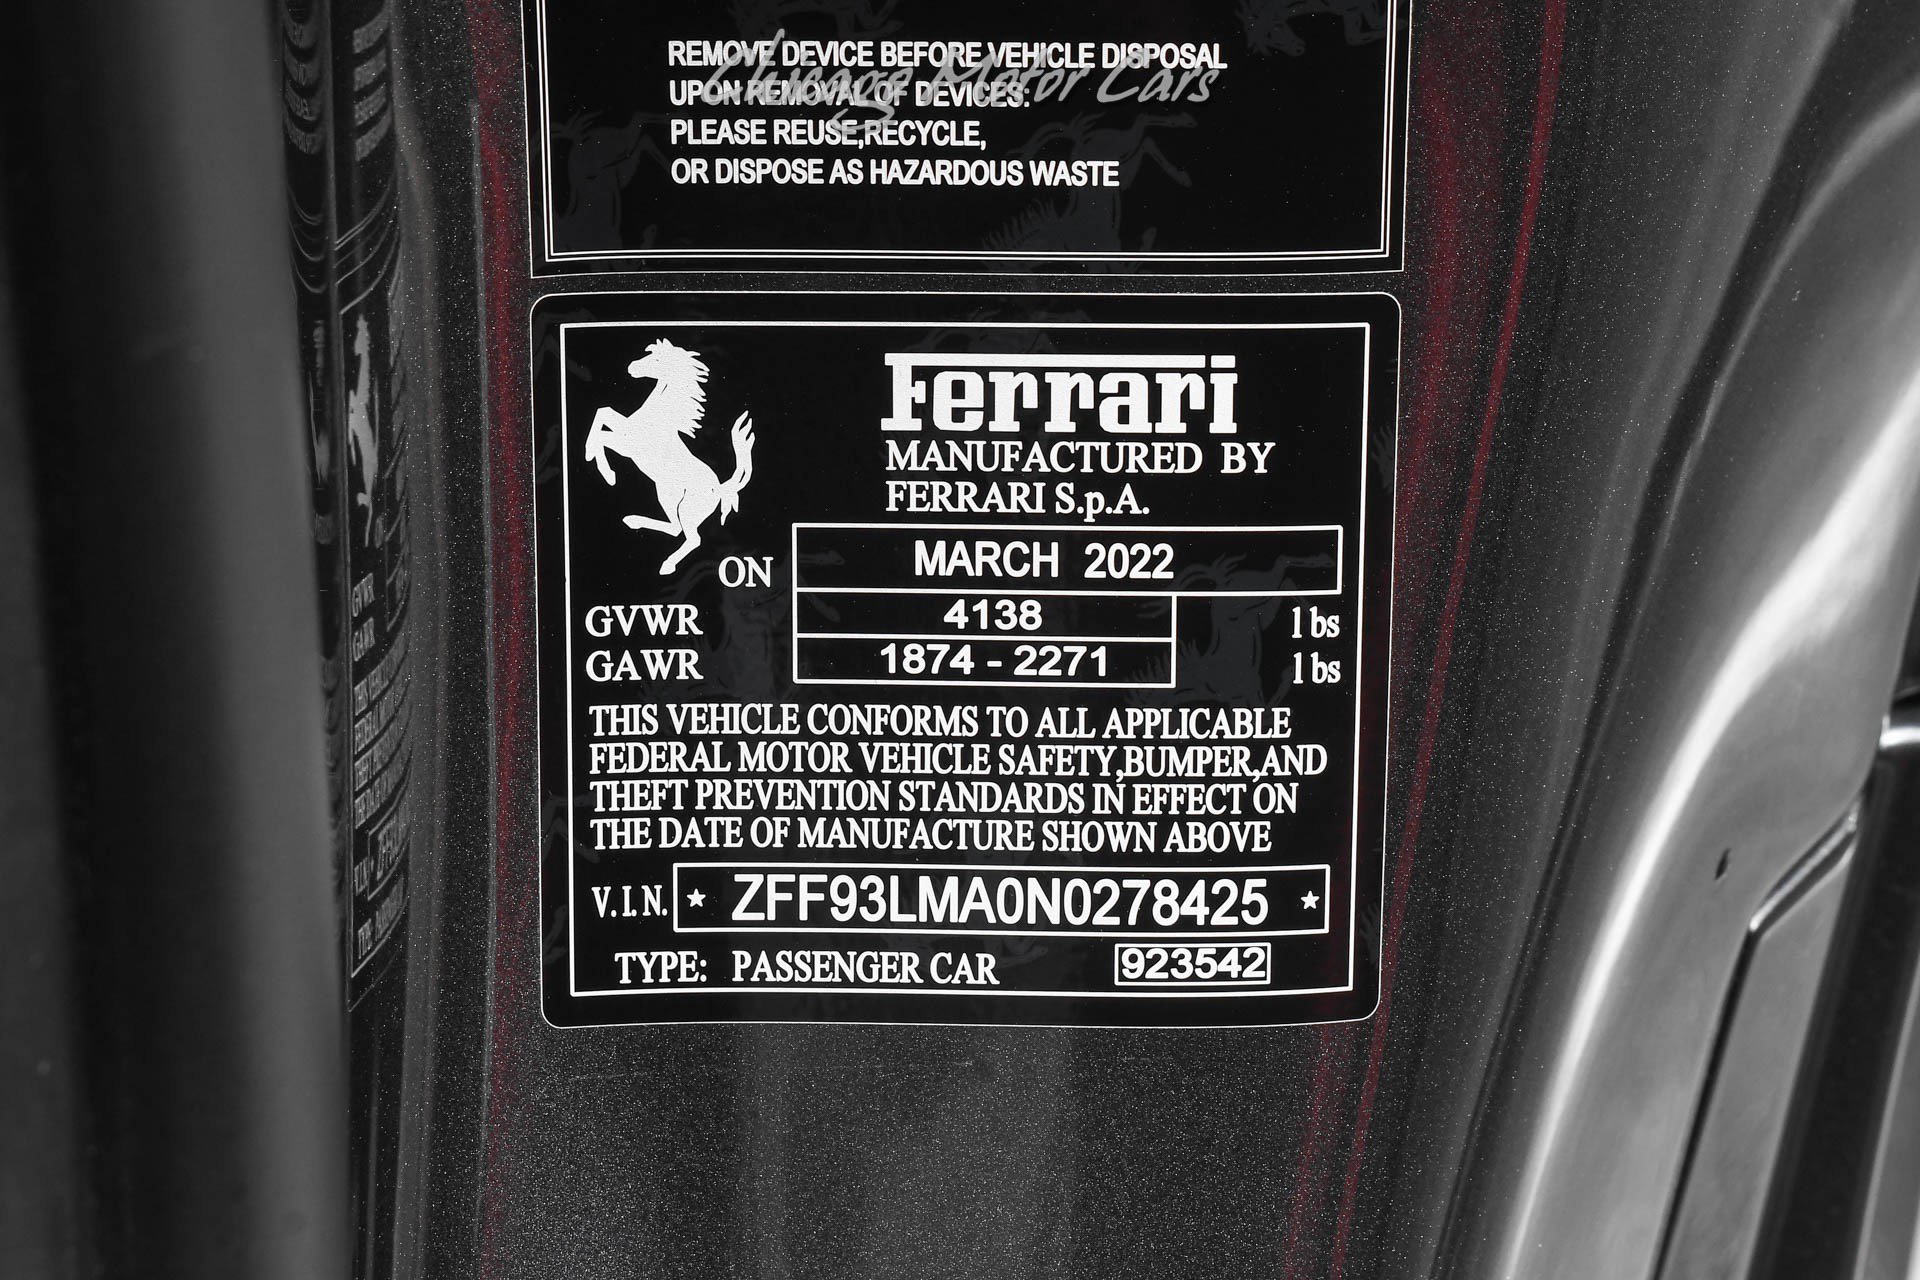 REMOVE DEVICE BEFORE VEHICLE DISPOSAL
Chicago Motor Cars
UPON REMOVAL OF DEVICES:
PLEASE REUSE,RECYCLE,
OR DISPOSE AS HAZARDOUS WASTE
Ferrari
MANUFACTURED BY
FERRARI S.p.A.
ON MARCH 2022
GVWR 4138 lbs
GAWR 1874 - 2271 lbs
THIS VEHICLE CONFORMS TO ALL APPLICABLE
FEDERAL MOTOR VEHICLE SAFETY,BUMPER,AND
THEFT PREVENTION STANDARDS IN EFFECT ON
THE DATE OF MANUFACTURE SHOWN ABOVE
V.I.N. * ZFF93LMA0N0278425 *
TYPE: PASSENGER CAR 923542